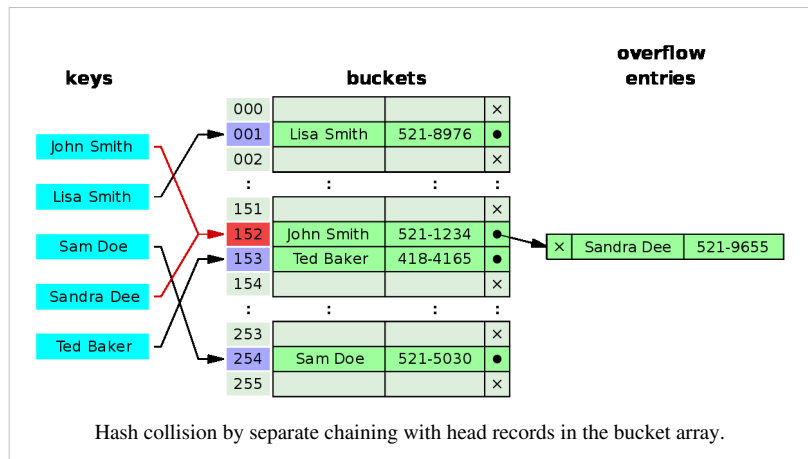 keys
buckets
overflow
entries
John Smith
Lisa Smith
Sam Doe
Sandra Dee
Ted Baker
000 ×
001 Lisa Smith 521-8976 ●
002 ×
: : : :
151 ×
152 John Smith 521-1234 ●
153 Ted Baker 418-4165 ●
154 ×
: : : :
253 ×
254 Sam Doe 521-5030 ●
255 ×
× Sandra Dee 521-9655
Hash collision by separate chaining with head records in the bucket array.